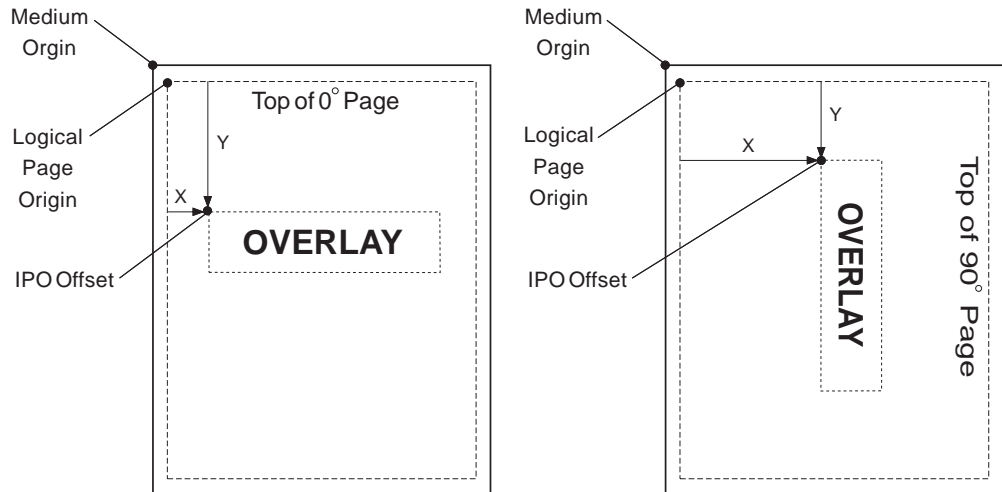 Medium
Orgin
Top of 0° Page
Logical
Page
Origin
Y
X
OVERLAY
IPO Offset
Medium
Orgin
Logical
Page
Origin
Y
X
OVERLAY
Top of 90° Page
IPO Offset